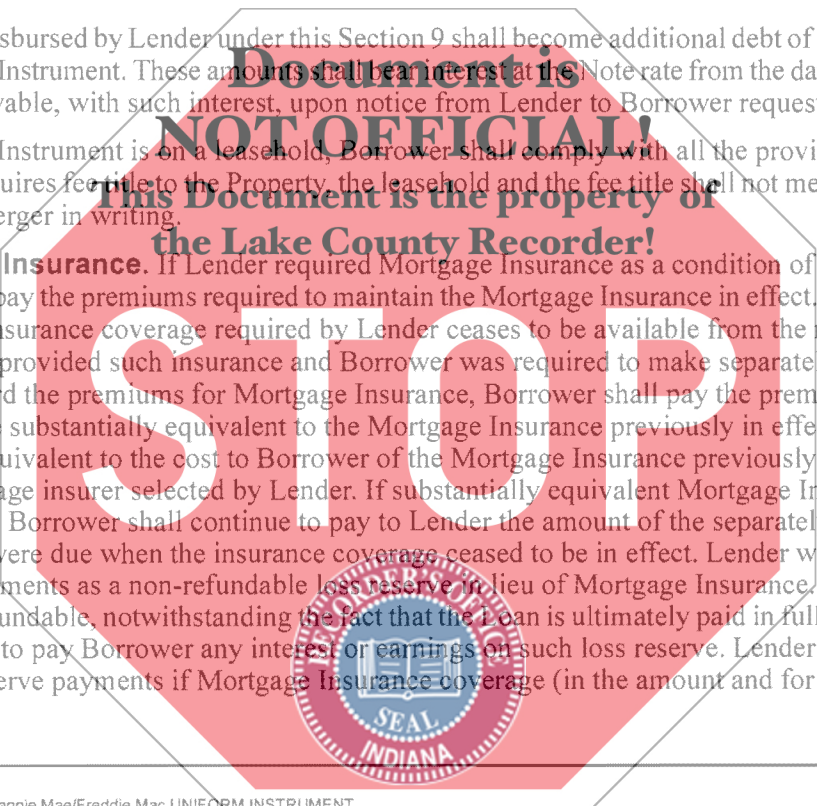 sbursed by Lender under this Section 9 shall become additional debt of
Document is
Instrument. These amounts shall bear interest at the Note rate from the da
vable, with such interest, upon notice from Lender to Borrower reques
NOT OFFICIAL!
Instrument is on a leasehold, Borrower shall comply with all the provi
uires fee title to the Property, the leasehold and the fee title shall not me
This Document is the property of
erger in writing.
the Lake County Recorder!
Insurance. If Lender required Mortgage Insurance as a condition of
pay the premiums required to maintain the Mortgage Insurance in effect.
nsurance coverage required by Lender ceases to be available from the
provided such insurance and Borrower was required to make separate
d the premiums for Mortgage Insurance, Borrower shall pay the prem
STOP
substantially equivalent to the Mortgage Insurance previously in effe
uivalent to the cost to Borrower of the Mortgage Insurance previously
age insurer selected by Lender. If substantially equivalent Mortgage In
Borrower shall continue to pay to Lender the amount of the separatel
vere due when the insurance coverage ceased to be in effect. Lender w
ments as a non-refundable loss reserve in lieu of Mortgage Insurance.
undable, notwithstanding the fact that the Loan is ultimately paid in full
to pay Borrower any interest or earnings on such loss reserve. Lender
erve payments if Mortgage Insurance coverage (in the amount and for
SEAL
INDIANA
annie Mae/Freddie Mac UNIFORM INSTRUMENT